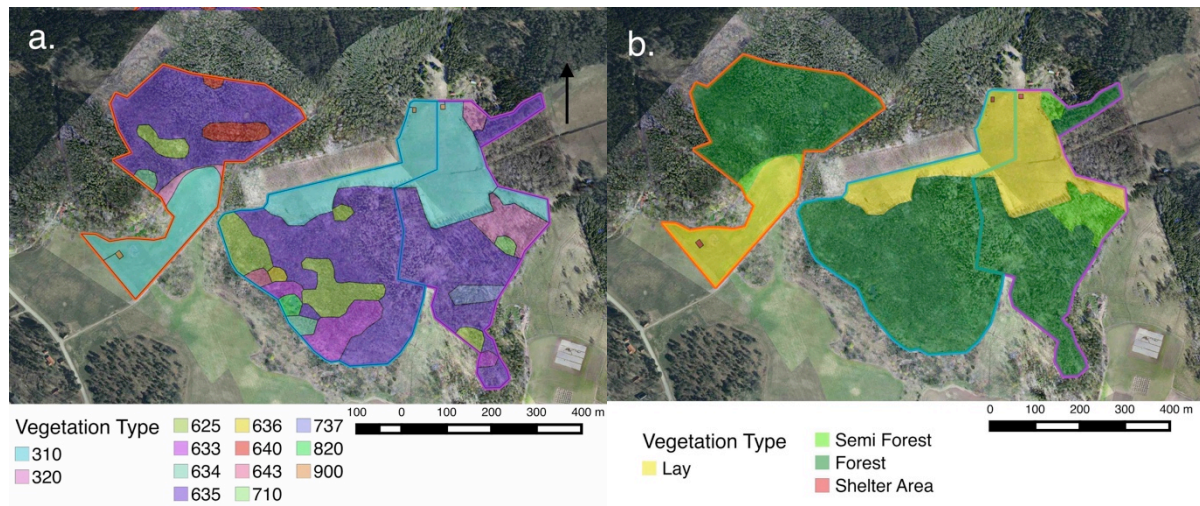 a.
b.
100 0 100 200 300 400 m
Vegetation Type
310
320
625
633
634
635
636
640
643
710
737
820
900
0 100 200 300 400 m
Vegetation Type
Lay
Semi Forest
Forest
Shelter Area